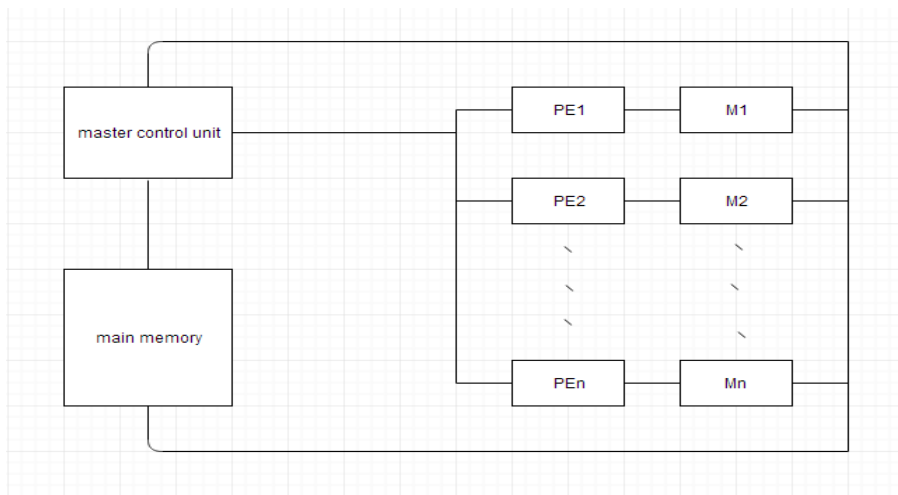 PE1
M1
master control unit
PE2
M2
main memory
PEn
Mn